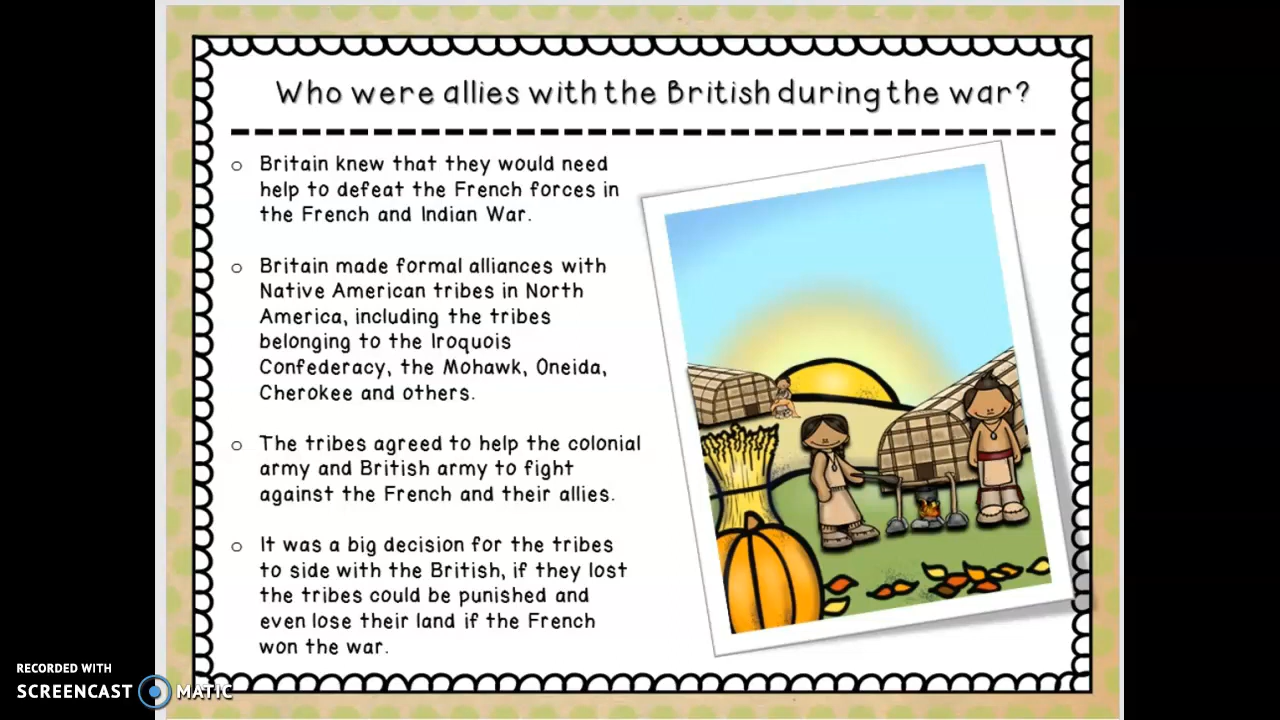 Who were allies with the British during the war?
o Britain knew that they would need
help to defeat the French forces in
the French and Indian War.
o Britain made formal alliances with
Native American tribes in North
America, including the tribes
belonging to the Iroquois
Confederacy, the Mohawk, Oneida,
Cherokee and others.
o The tribes agreed to help the colonial
army and British army to fight
against the French and their allies.
o It was a big decision for the tribes
to side with the British, if they lost
the tribes could be punished and
even lose their land if the French
won the war.
RECORDED WITH
SCREENCAST MATIC